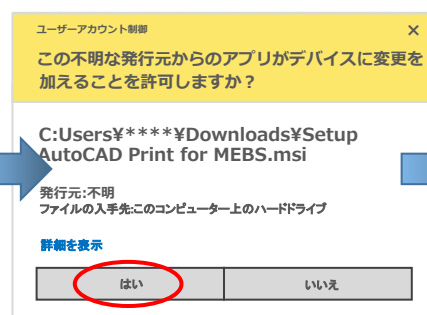 ユーザーアカウント制御
×
この不明な発行元からのアプリがデバイスに変更を
加えることを許可しますか？
C:Users¥****¥Downloads¥Setup
AutoCAD Print for MEBS.msi
発行元:不明
ファイルの入手先:このコンピューター上のハードドライブ
詳細を表示
はい
いいえ